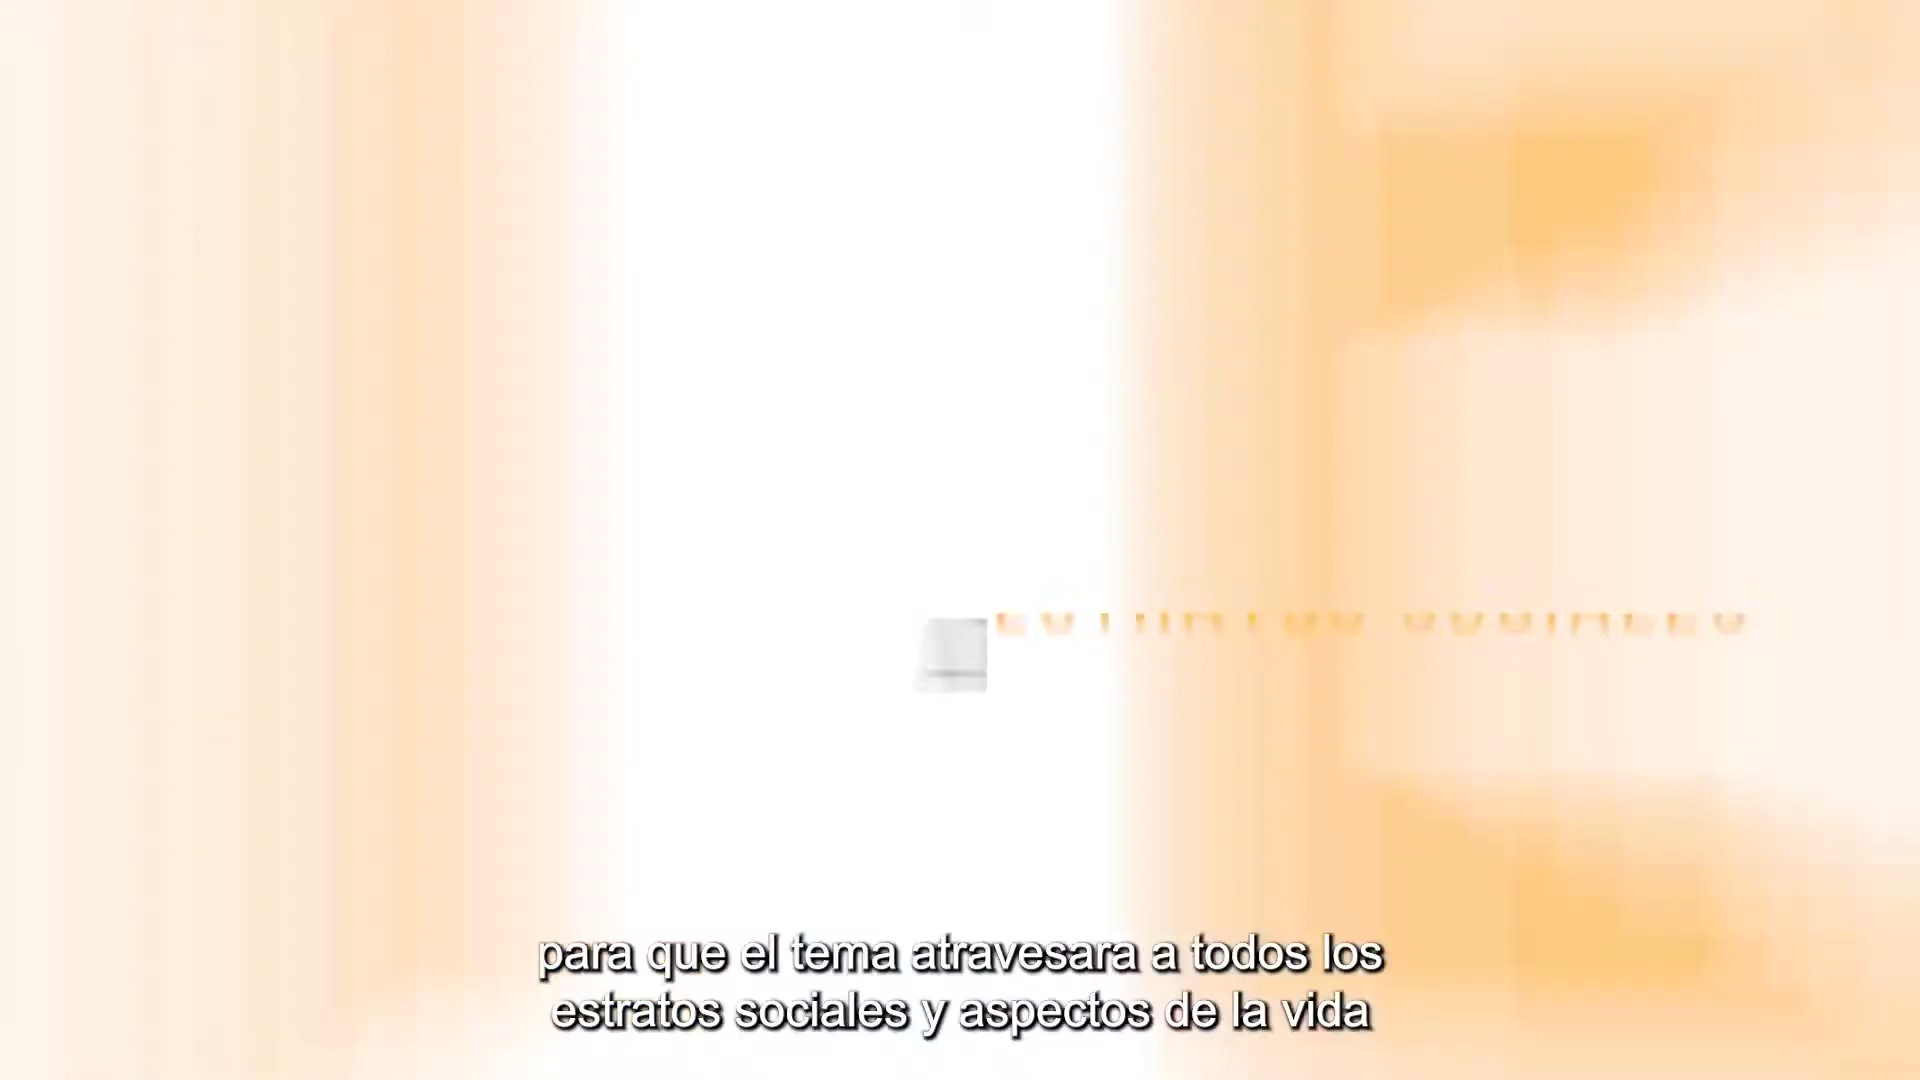 para que el tema atravesara a todos los
estratos sociales y aspectos de la vida